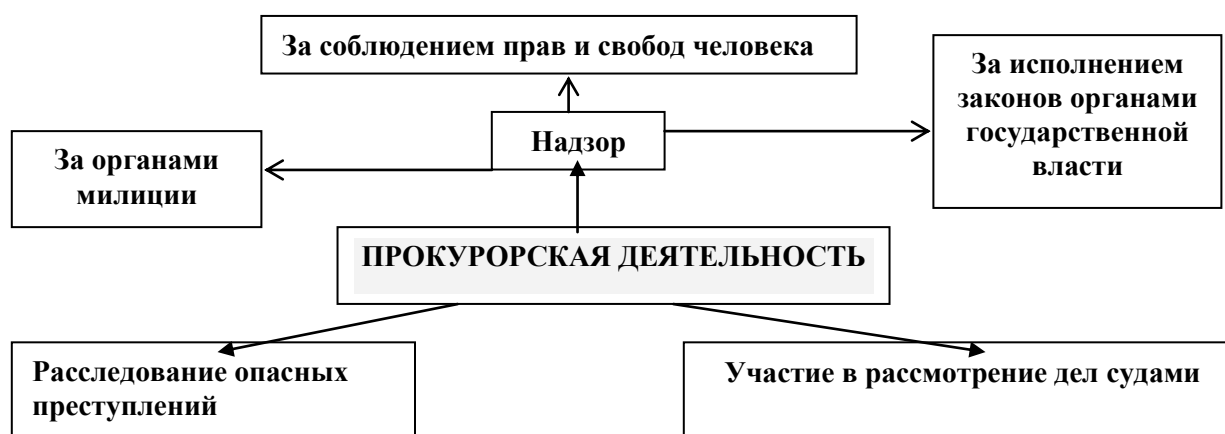 За соблюдением прав и свобод человека
За исполнением
законов органами
государственной
власти
Надзор
За органами
милиции
ПРОКУРОРСКАЯ ДЕЯТЕЛЬНОСТЬ
Расследование опасных
преступлений
Участие в рассмотрение дел судами